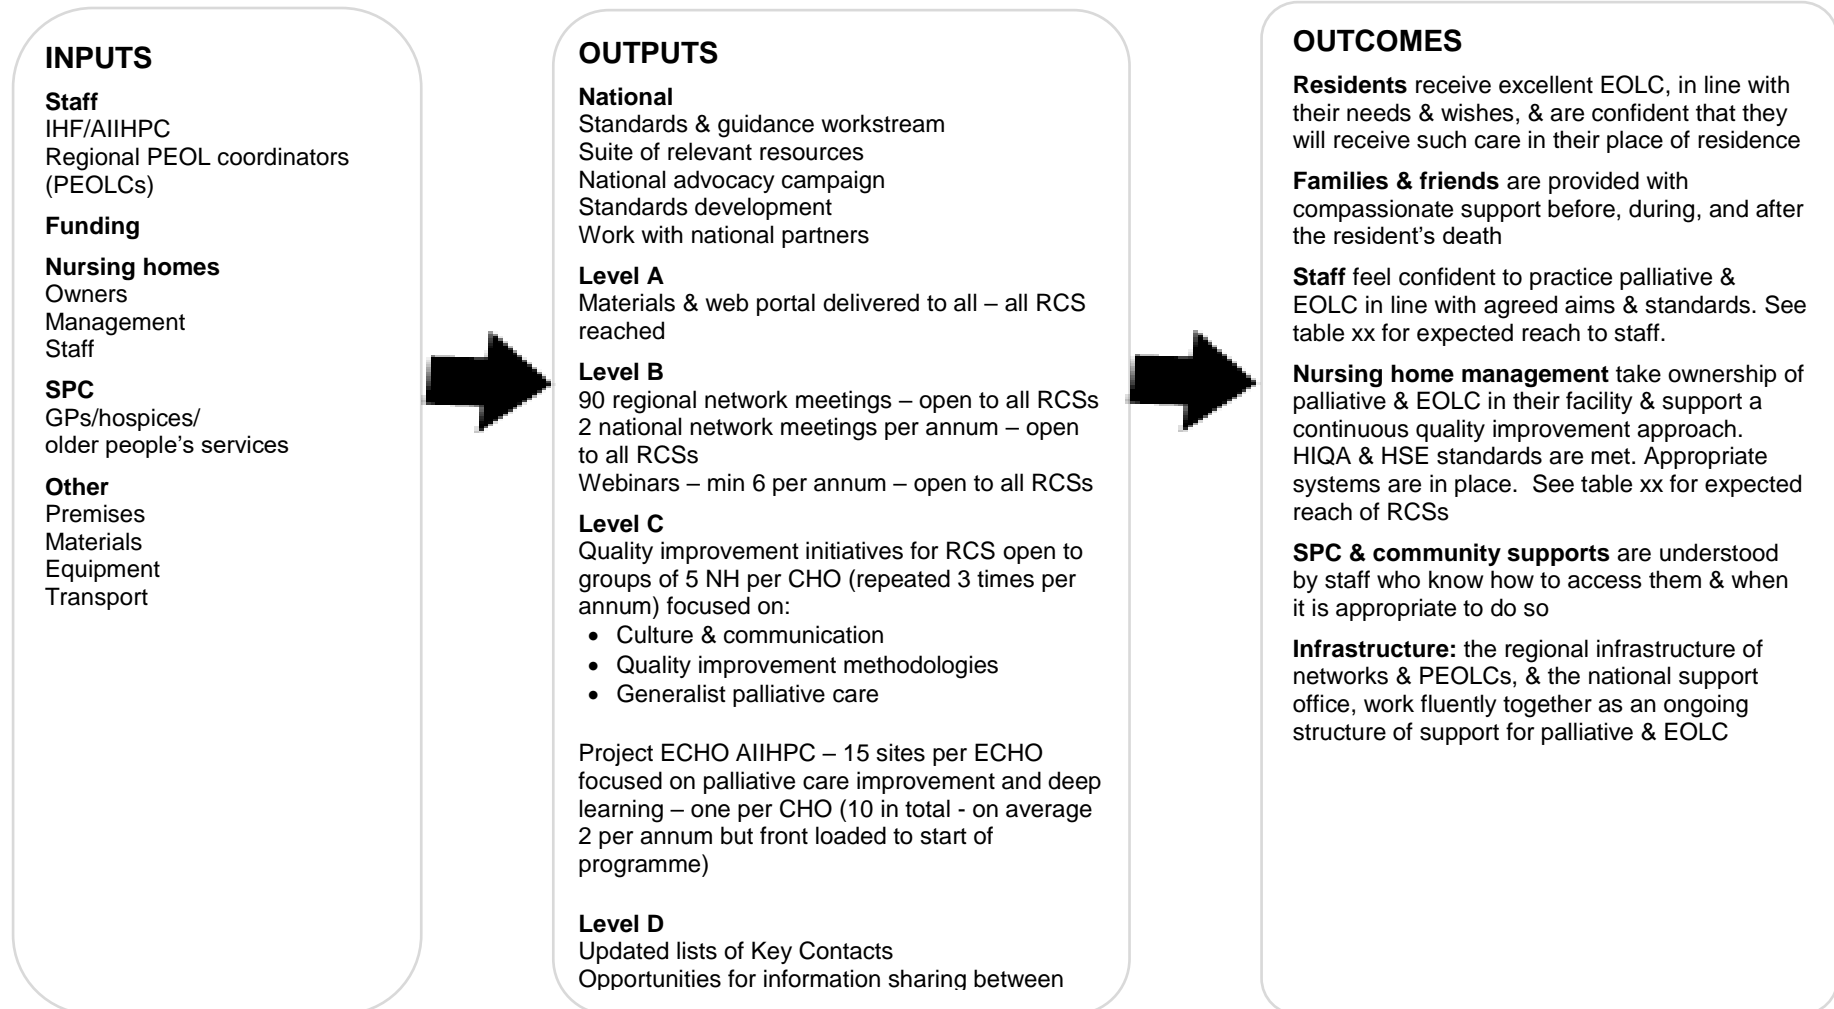 INPUTS
Staff
IHF/AIIHPC
Regional PEOL coordinators
(PEOLCs)
Funding
Nursing homes
Owners
Management
Staff
SPC
GPs/hospices/
older people's services
Other
Premises
Materials
Equipment
Transport
OUTPUTS
National
Standards & guidance workstream
Suite of relevant resources
National advocacy campaign
Standards development
Work with national partners
Level A
Materials & web portal delivered to all – all RCS
reached
Level B
90 regional network meetings – open to all RCSs
2 national network meetings per annum – open
to all RCSs
Webinars – min 6 per annum – open to all RCSs
Level C
Quality improvement initiatives for RCS open to
groups of 5 NH per CHO (repeated 3 times per
annum) focused on:
• Culture & communication
• Quality improvement methodologies
• Generalist palliative care
Project ECHO AIIHPC – 15 sites per ECHO
focused on palliative care improvement and deep
learning – one per CHO (10 in total - on average
2 per annum but front loaded to start of
programme)
Level D
Updated lists of Key Contacts
Opportunities for information sharing between
OUTCOMES
Residents receive excellent EOLC, in line with
their needs & wishes, & are confident that they
will receive such care in their place of residence
Families & friends are provided with
compassionate support before, during, and after
the resident's death
Staff feel confident to practice palliative &
EOLC in line with agreed aims & standards. See
table xx for expected reach to staff.
Nursing home management take ownership of
palliative & EOLC in their facility & support a
continuous quality improvement approach.
HIQA & HSE standards are met. Appropriate
systems are in place.  See table xx for expected
reach of RCSs
SPC & community supports are understood
by staff who know how to access them & when
it is appropriate to do so
Infrastructure: the regional infrastructure of
networks & PEOLCs, & the national support
office, work fluently together as an ongoing
structure of support for palliative & EOLC